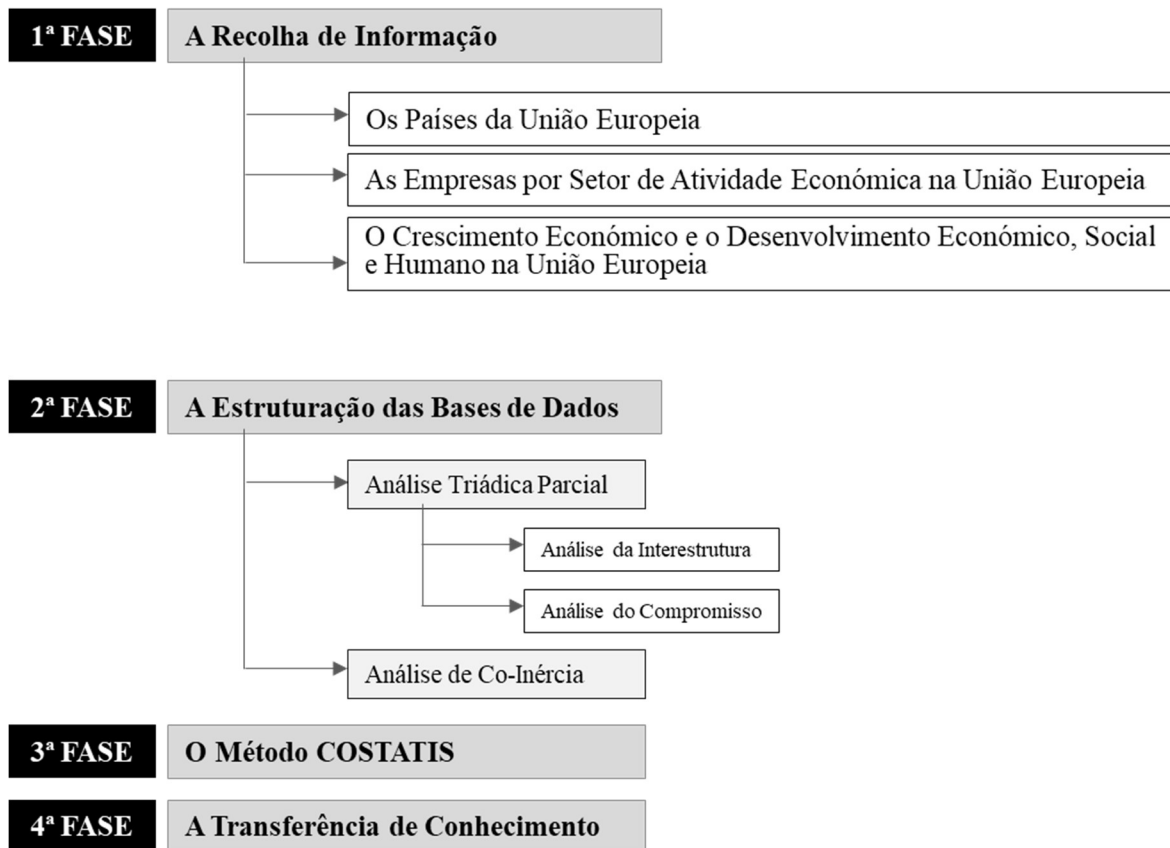 1ª FASE
A Recolha de Informação
Os Países da União Europeia
As Empresas por Setor de Atividade Económica na União Europeia
O Crescimento Económico e o Desenvolvimento Económico, Social
e Humano na União Europeia
2ª FASE
A Estruturação das Bases de Dados
Análise Triádica Parcial
Análise da Interestrutura
Análise do Compromisso
Análise de Co-Inércia
3ª FASE
O Método COSTATIS
4ª FASE
A Transferência de Conhecimento